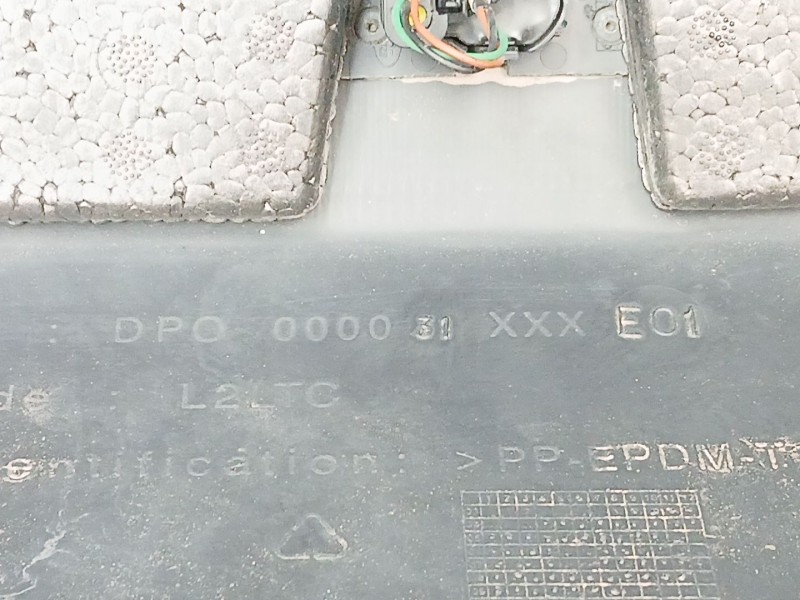 : DPO 0000 31 XXX E01
de L2LTC
entification: >PP-EPDM-T